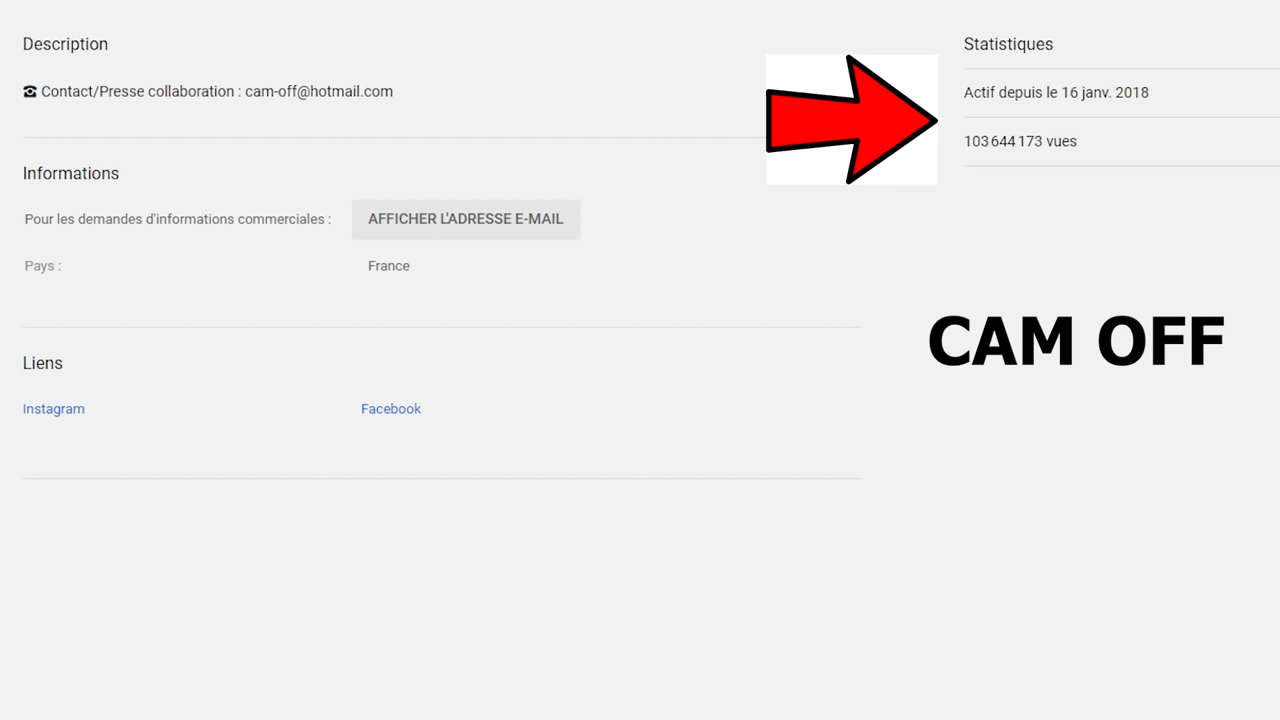 Description
☎ Contact/Presse collaboration : cam-off@hotmail.com
Informations
Pour les demandes d'informations commerciales : AFFICHER L'ADRESSE E-MAIL
Pays : France
Liens
Instagram Facebook
Statistiques
Actif depuis le 16 janv. 2018
103 644 173 vues
CAM OFF